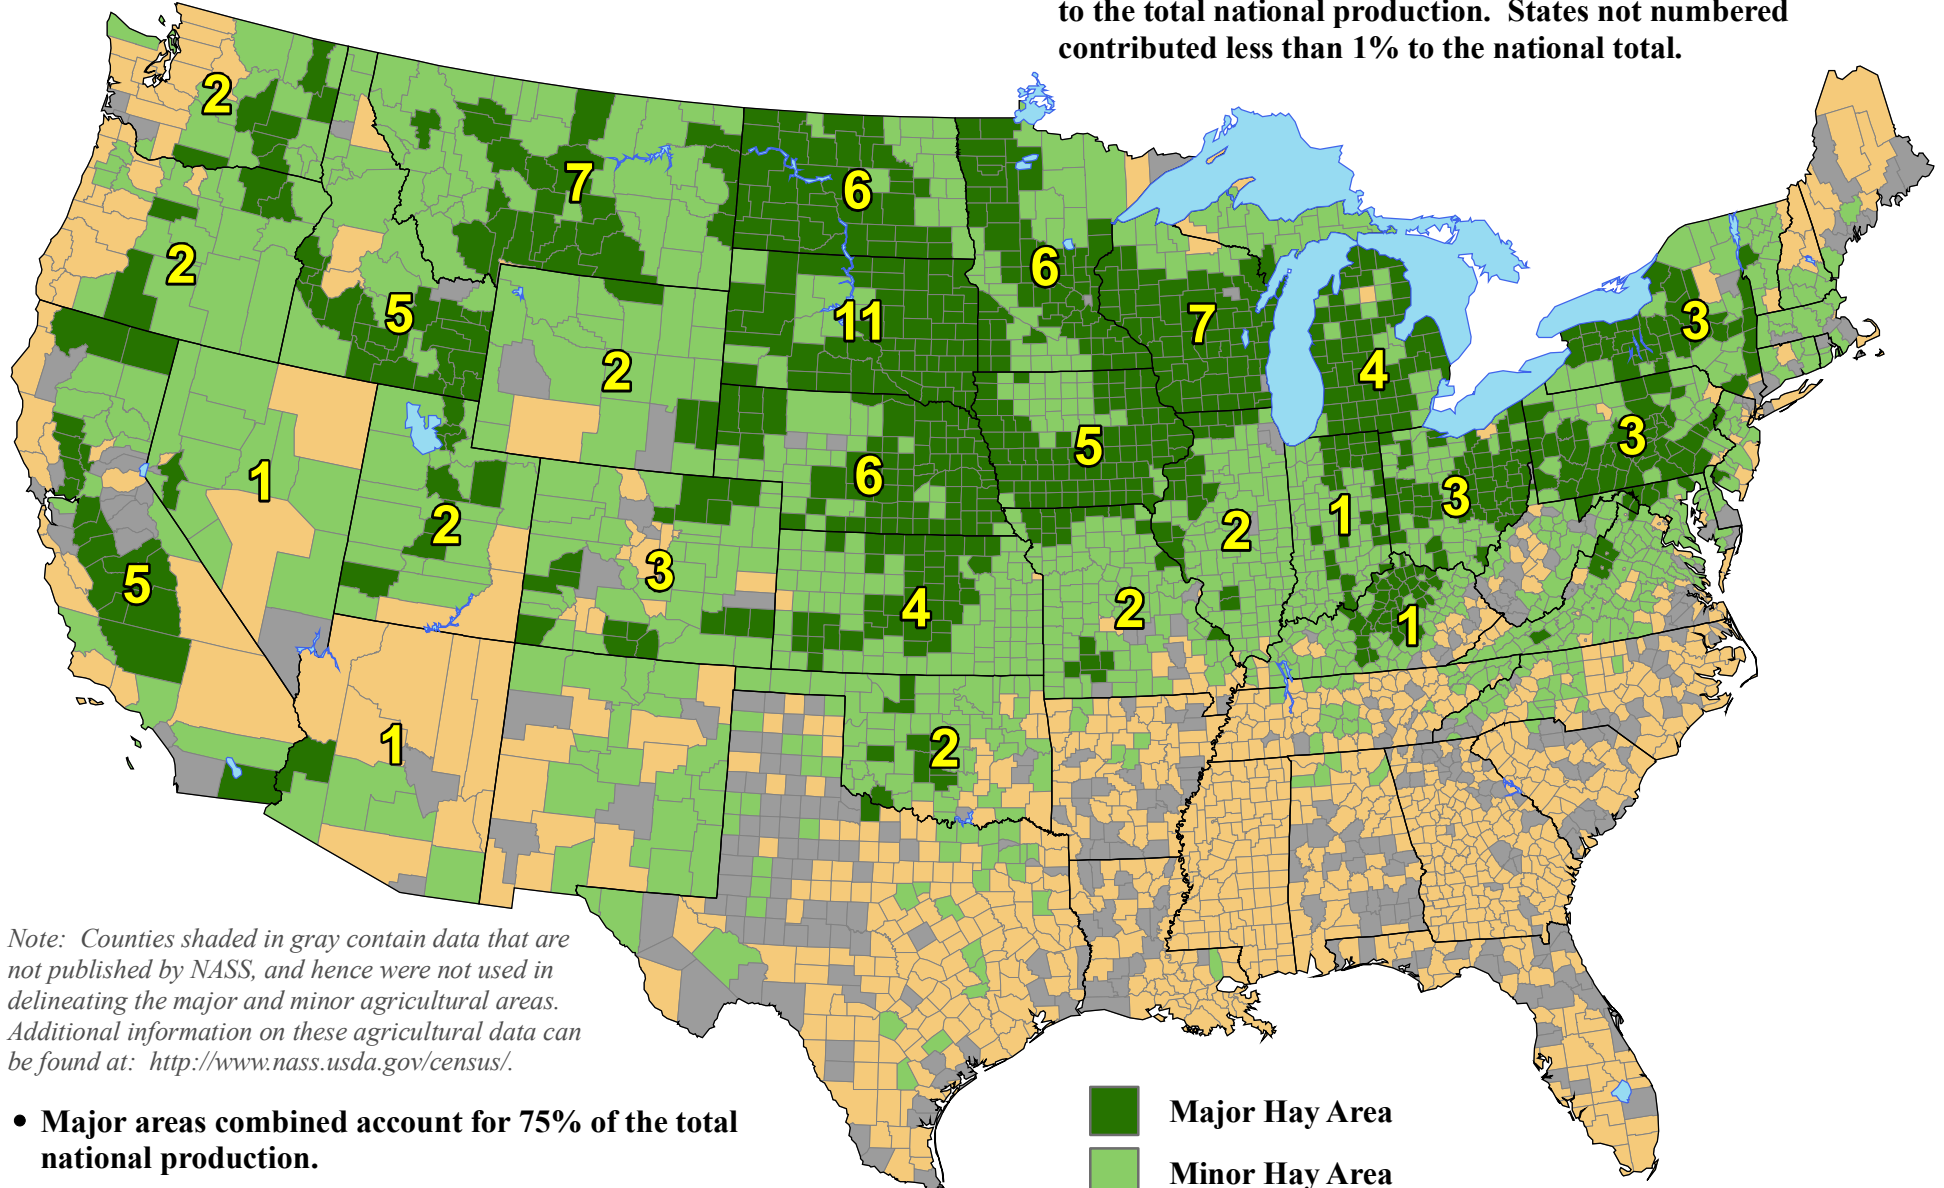 to the total national production.  States not numbered
contributed less than 1% to the national total.
2
7
6
2
6
5
11
7
3
2
4
5
3
1
6
3
2
1
2
5
3
4
2
1
1
2
Note:  Counties shaded in gray contain data that are
not published by NASS, and hence were not used in
delineating the major and minor agricultural areas.
Additional information on these agricultural data can
be found at:  http://www.nass.usda.gov/census/.
• Major areas combined account for 75% of the total
national production.
Major Hay Area
Minor Hay Area